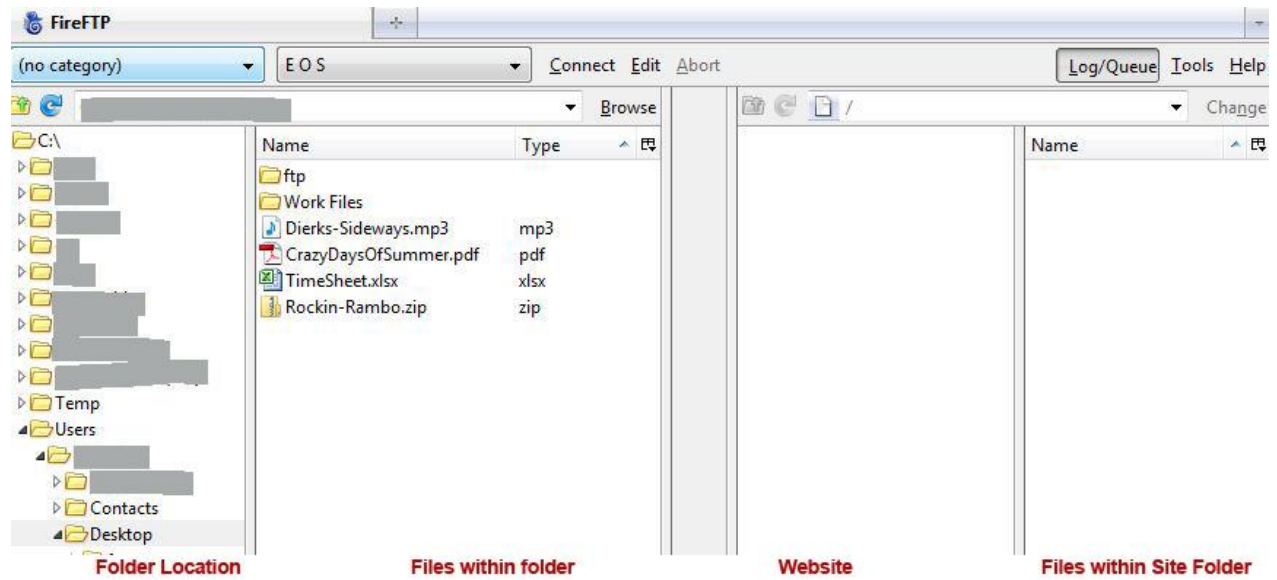 FireFTP
(no category) E O S Connect Edit Abort Log/Queue Tools Help
Browse / Change
C:\
Name Type Name
ftp
Work Files
Dierks-Sideways.mp3 mp3
CrazyDaysOfSummer.pdf pdf
TimeSheet.xlsx xlsx
Rockin-Rambo.zip zip
Temp
Users
Contacts
Desktop
Folder Location Files within folder Website Files within Site Folder